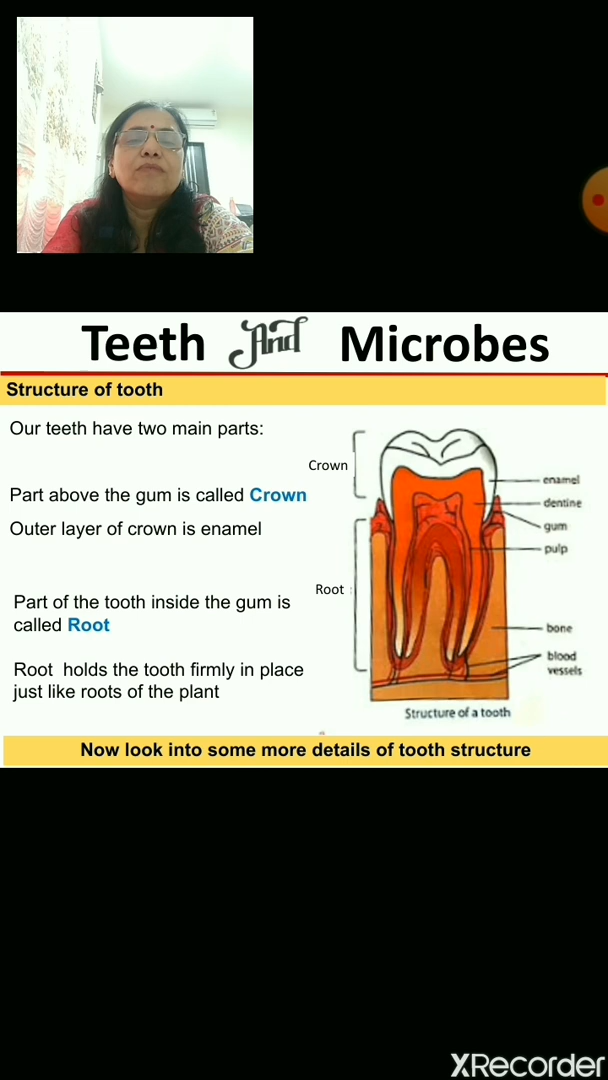 Teeth And Microbes
Structure of tooth
Our teeth have two main parts:
Part above the gum is called Crown
Outer layer of crown is enamel
Part of the tooth inside the gum is
called Root
Root holds the tooth firmly in place
just like roots of the plant
Crown
Root
enamel
dentine
gum
pulp
bone
blood
vessels
Structure of a tooth
Now look into some more details of tooth structure
XRecorder